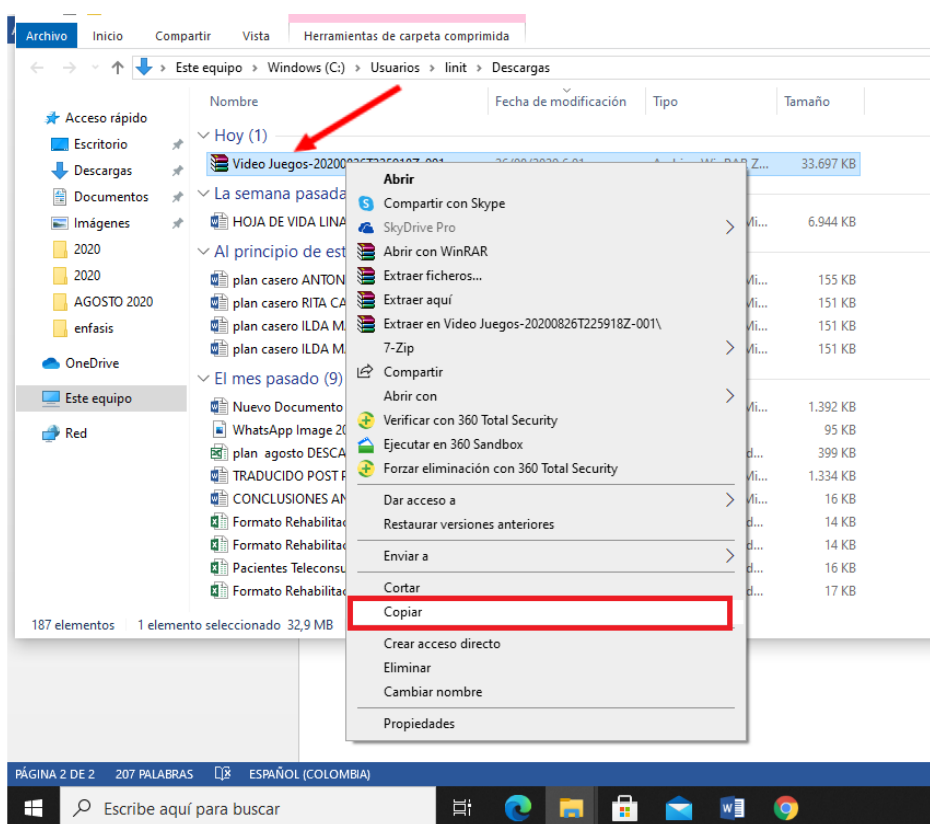 Archivo Inicio Compartir Vista Herramientas de carpeta comprimida
Este equipo > Windows (C:) > Usuarios > linit > Descargas
Nombre Fecha de modificación Tipo Tamaño
Acceso rápido
Escritorio
Descargas
Documentos
Imágenes
2020
2020
AGOSTO 2020
enfasis
OneDrive
Este equipo
Red
Hoy (1)
Video Juegos-20200826T225918Z-001 33.697 KB
La semana pasada
HOJA DE VIDA LINA 6.944 KB
Al principio de est
plan casero ANTON 155 KB
plan casero RITA CA 151 KB
plan casero ILDA M 151 KB
plan casero ILDA M 151 KB
El mes pasado (9)
Nuevo Documento 1.392 KB
WhatsApp Image 20 95 KB
plan agosto DESCA 399 KB
TRADUCIDO POST 1.334 KB
CONCLUSIONES AN 16 KB
Formato Rehabilita 14 KB
Formato Rehabilita 14 KB
Pacientes Teleconsu 16 KB
Formato Rehabilita 17 KB
Abrir
Compartir con Skype
SkyDrive Pro
Abrir con WinRAR
Extraer ficheros...
Extraer aquí
Extraer en Video Juegos-20200826T225918Z-001\
7-Zip
Compartir
Abrir con
Verificar con 360 Total Security
Ejecutar en 360 Sandbox
Forzar eliminación con 360 Total Security
Dar acceso a
Restaurar versiones anteriores
Enviar a
Cortar
Copiar
Crear acceso directo
Eliminar
Cambiar nombre
Propiedades
187 elementos 1 elemento seleccionado 32,9 MB
PÁGINA 2 DE 2 207 PALABRAS ESPAÑOL (COLOMBIA)
Escribe aquí para buscar